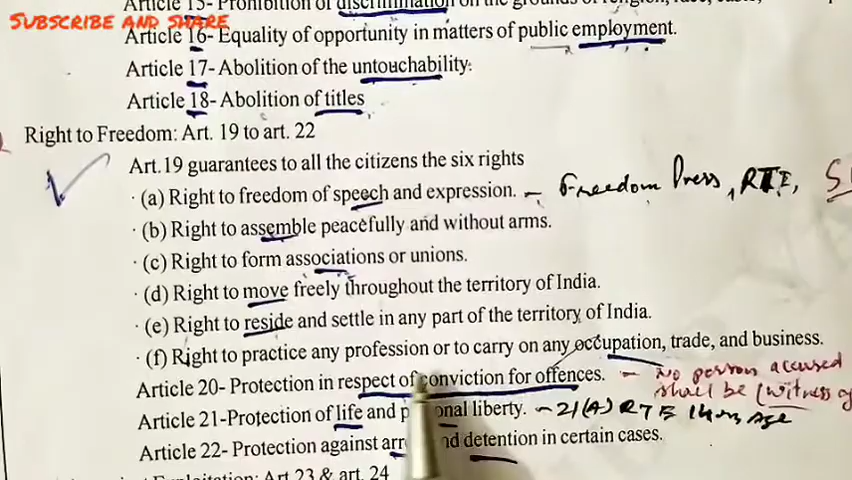 Article 15- Prohibition of discrimination on the grounds of religion, race, caste,
SUBSCRIBE AND SHARE
Article 16- Equality of opportunity in matters of public employment.
Article 17- Abolition of the untouchability.
Article 18- Abolition of titles
Right to Freedom: Art. 19 to art. 22
Art.19 guarantees to all the citizens the six rights
(a) Right to freedom of speech and expression. - Freedom Press, RTI,
(b) Right to assemble peacefully and without arms.
(c) Right to form associations or unions.
(d) Right to move freely throughout the territory of India.
(e) Right to reside and settle in any part of the territory of India.
(f) Right to practice any profession or to carry on any occupation, trade, and business.
Article 20- Protection in respect of conviction for offences. - No person accused
shall be (witness of
Article 21-Protection of life and p onal liberty. - 21(A) RTE
Article 22- Protection against arr nd detention in certain cases.
Exploitation: Art 23 & art. 24